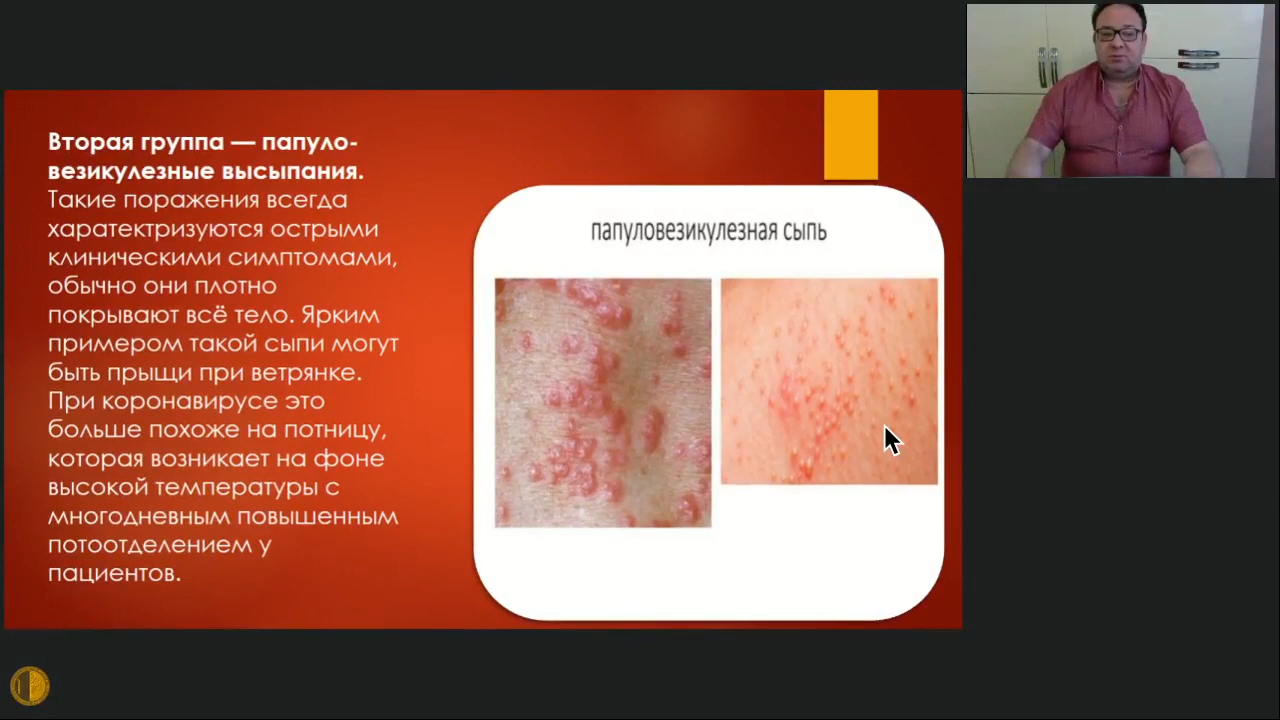 Вторая группа — папуло-
везикулезные высыпания.
Такие поражения всегда
харатектризуются острыми
клиническими симптомами,
обычно они плотно
покрывают всё тело. Ярким
примером такой сыпи могут
быть прыщи при ветрянке.
При коронавирусе это
больше похоже на потницу,
которая возникает на фоне
высокой температуры с
многодневным повышенным
потоотделением у
пациентов.
папуловезикулезная сыпь